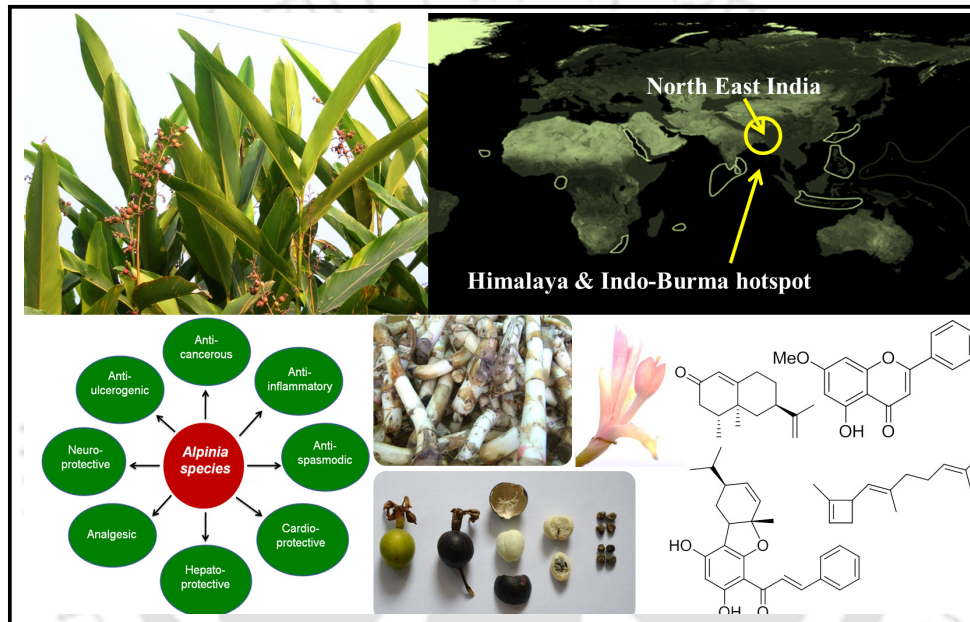 North East India
Himalaya & Indo-Burma hotspot
Anti-
cancerous
Anti-
inflammatory
Anti-
spasmodic
Cardio-
protective
Hepato-
protective
Analgesic
Neuro-
protective
Anti-
ulcerogenic
Alpinia
species
O
MeO
OH
O
O
HO
O
OH
O